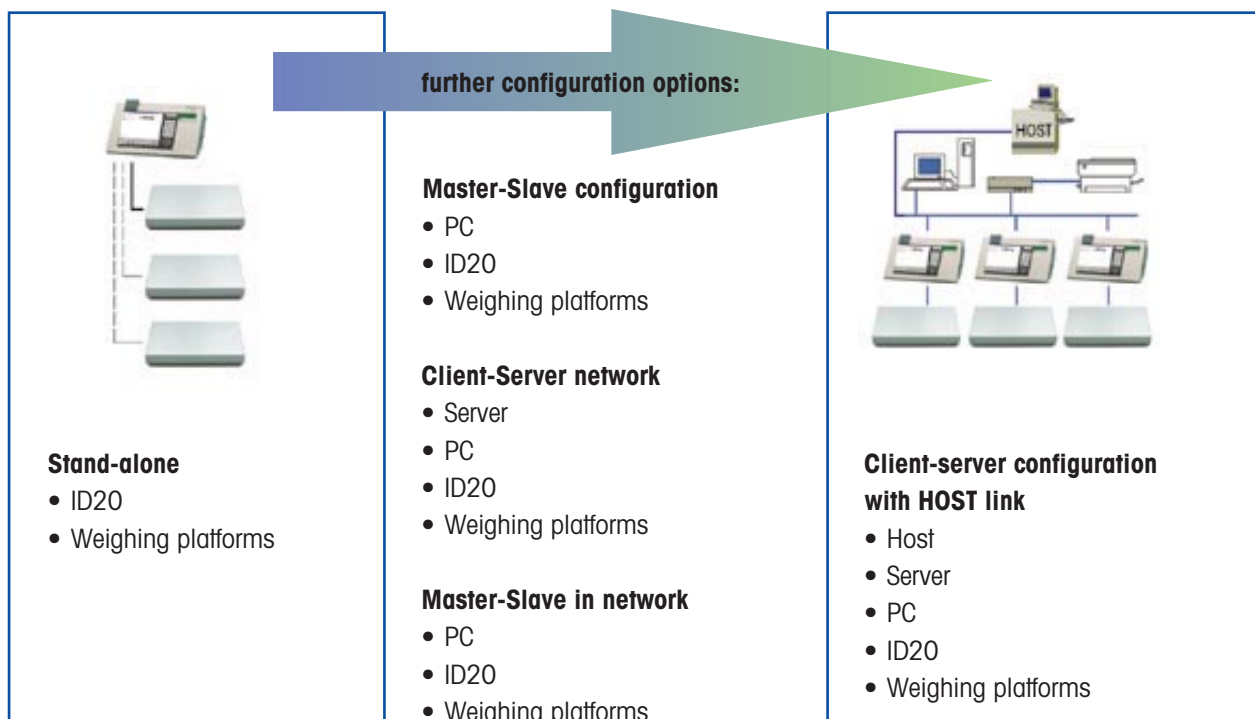 further configuration options:
HOST
Stand-alone
• ID20
• Weighing platforms
Master-Slave configuration
• PC
• ID20
• Weighing platforms
Client-Server network
• Server
• PC
• ID20
• Weighing platforms
Master-Slave in network
• PC
• ID20
• Weighing platforms
Client-server configuration
with HOST link
• Host
• Server
• PC
• ID20
• Weighing platforms